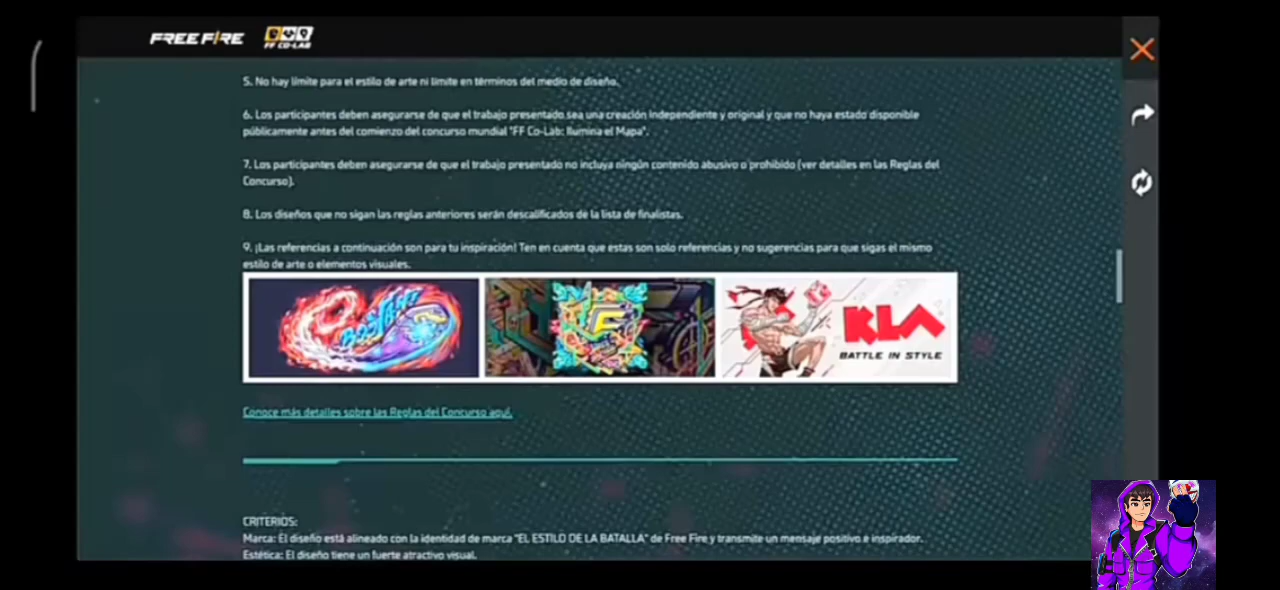 FREE FIRE
FF CO-LAB
5. No hay límite para el estilo de arte ni límite en términos del medio de diseño.
6. Los participantes deben asegurarse de que el trabajo presentado sea una creación independiente y original y que no haya estado disponible
públicamente antes del comienzo del concurso mundial "FF Co-Lab: Ilumina el Mapa".
7. Los participantes deben asegurarse de que el trabajo presentado no incluya ningún contenido abusivo o prohibido (ver detalles en las Reglas del
Concurso).
8. Los diseños que no sigan las reglas anteriores serán descalificados de la lista de finalistas.
9. ¡Las referencias a continuación son para tu inspiración! Ten en cuenta que estas son solo referencias y no sugerencias para que sigas el mismo
estilo de arte o elementos visuales.
BOOYAH!
KLA
BATTLE IN STYLE
Conoce más detalles sobre las Reglas del Concurso aquí.
CRITERIOS:
Marca: El diseño está alineado con la identidad de marca "EL ESTILO DE LA BATALLA" de Free Fire y transmite un mensaje positivo e inspirador.
Estética: El diseño tiene un fuerte atractivo visual.